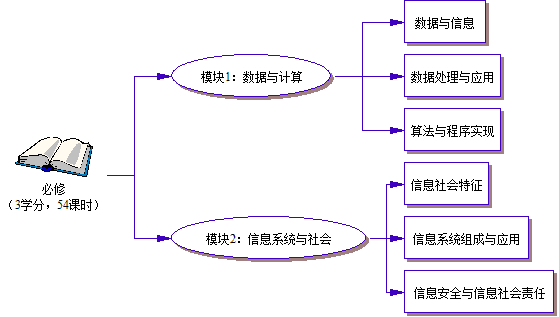 必修
（3学分，54课时）
模块1：数据与计算
数据与信息
数据处理与应用
算法与程序实现
模块2：信息系统与社会
信息社会特征
信息系统组成与应用
信息安全与信息社会责任